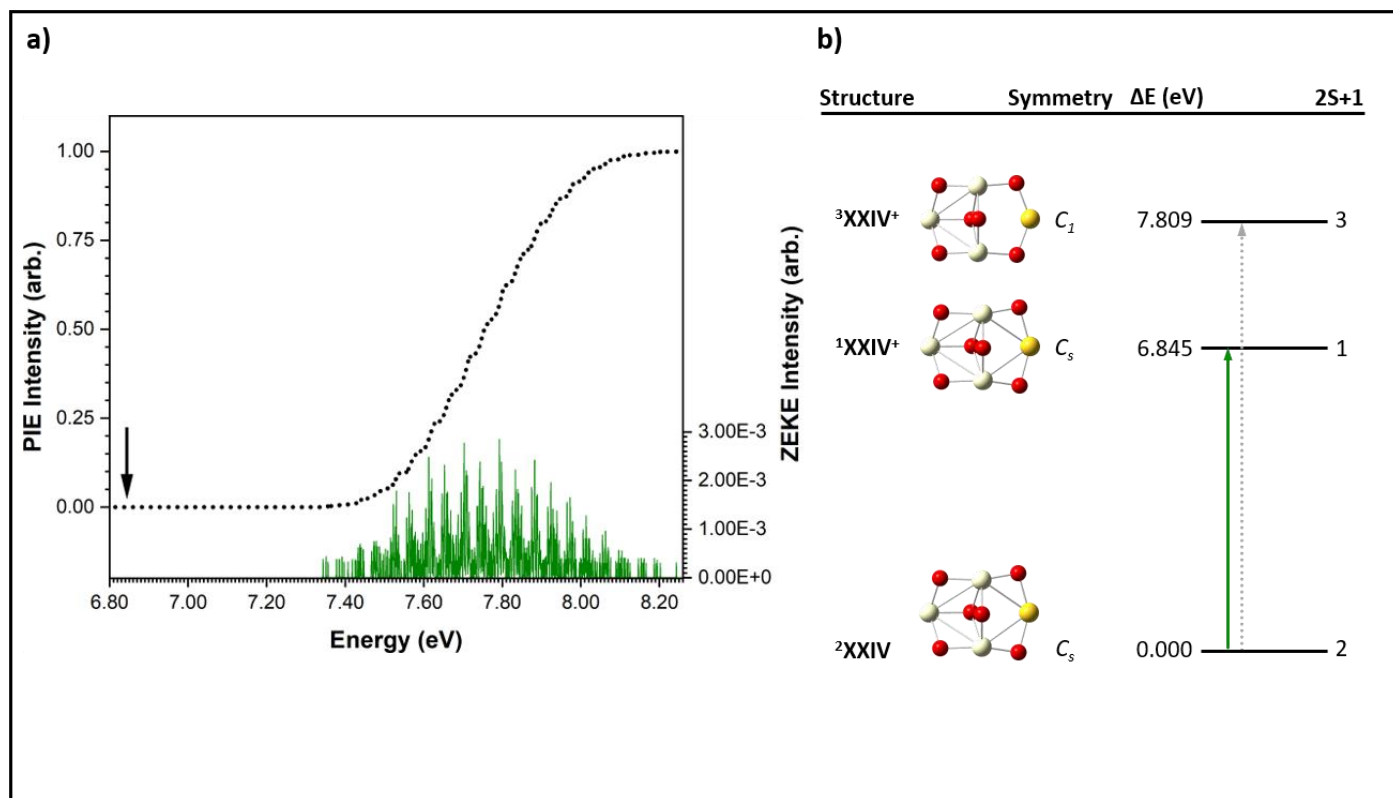 a)
PIE Intensity (arb.)
1.00
0.75
0.50
0.25
0.00
ZEKE Intensity (arb.)
3.00E-3
2.00E-3
1.00E-3
0.00E+0
6.80 7.00 7.20 7.40 7.60 7.80 8.00 8.20
Energy (eV)
b)
Structure Symmetry ΔE (eV) 2S+1
³XXIV⁺ C₁ 7.809 3
¹XXIV⁺ Cₛ 6.845 1
²XXIV Cₛ 0.000 2